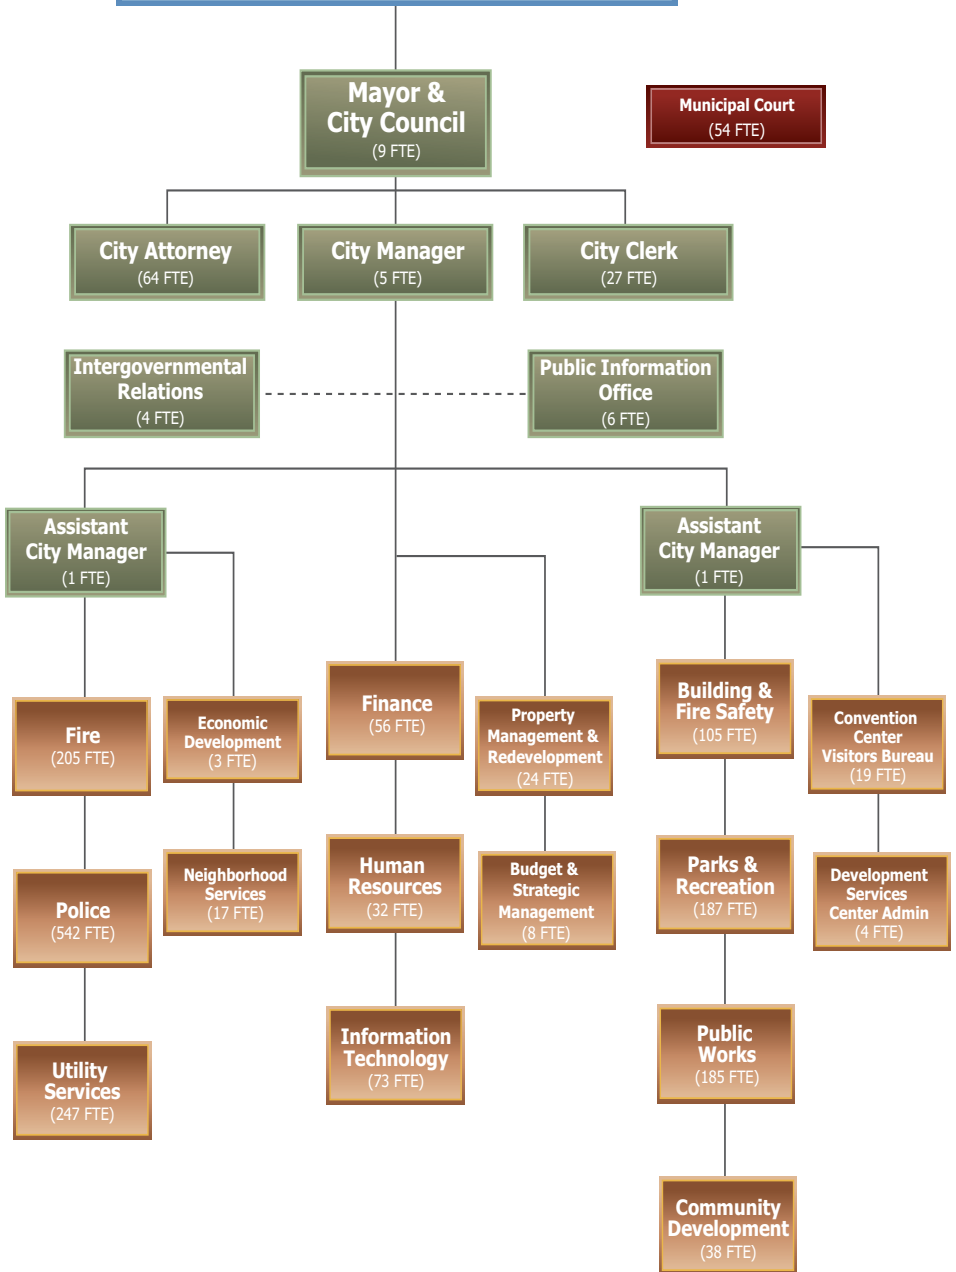 Mayor &
City Council
(9 FTE)
Municipal Court
(54 FTE)
City Attorney
(64 FTE)
City Manager
(5 FTE)
City Clerk
(27 FTE)
Intergovernmental
Relations
(4 FTE)
Public Information
Office
(6 FTE)
Assistant
City Manager
(1 FTE)
Assistant
City Manager
(1 FTE)
Fire
(205 FTE)
Economic
Development
(3 FTE)
Finance
(56 FTE)
Property
Management &
Redevelopment
(24 FTE)
Building &
Fire Safety
(105 FTE)
Convention
Center
Visitors Bureau
(19 FTE)
Police
(542 FTE)
Neighborhood
Services
(17 FTE)
Human
Resources
(32 FTE)
Budget &
Strategic
Management
(8 FTE)
Parks &
Recreation
(187 FTE)
Development
Services
Center Admin
(4 FTE)
Utility
Services
(247 FTE)
Information
Technology
(73 FTE)
Public
Works
(185 FTE)
Community
Development
(38 FTE)